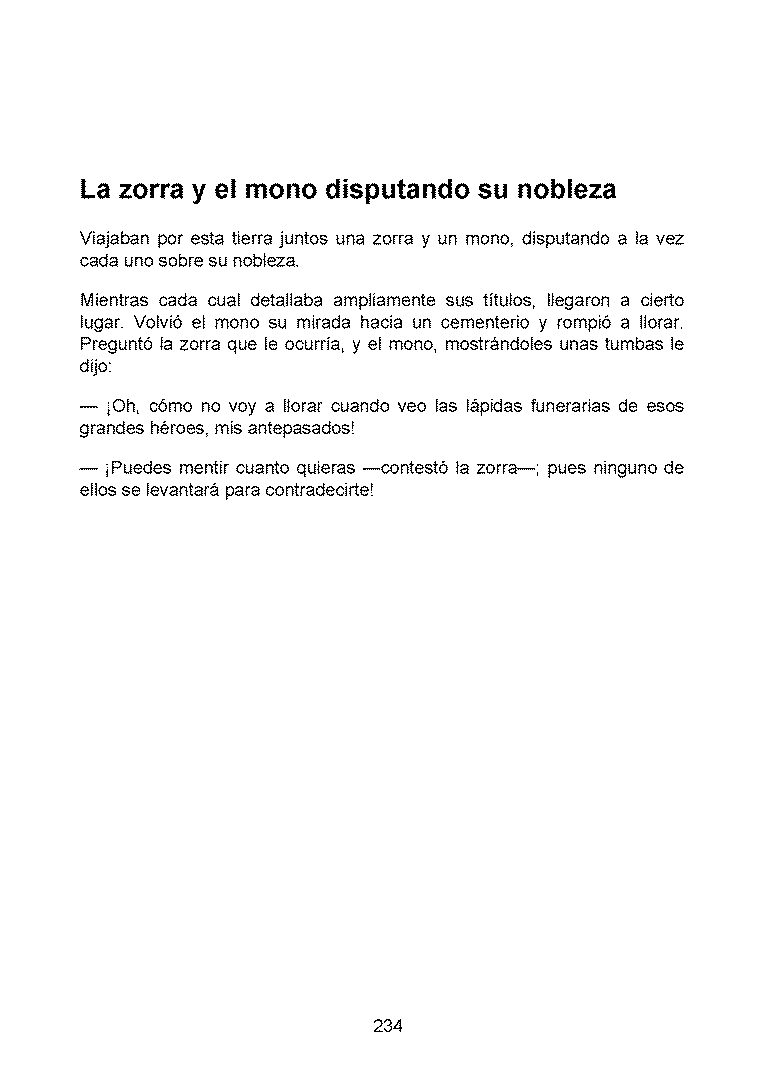 La zorra y el mono disputando su nobleza
Viajaban por esta tierra juntos una zorra y un mono, disputando a la vez
cada uno sobre su nobleza.
Mientras cada cual detallaba ampliamente sus títulos, llegaron a cierto
lugar. Volvió el mono su mirada hacia un cementerio y rompió a llorar.
Preguntó la zorra que le ocurría, y el mono, mostrándoles unas tumbas le
dijo:
— ¡Oh, cómo no voy a llorar cuando veo las lápidas funerarias de esos
grandes héroes, mis antepasados!
— ¡Puedes mentir cuanto quieras —contestó la zorra—; pues ninguno de
ellos se levantará para contradecirte!
234